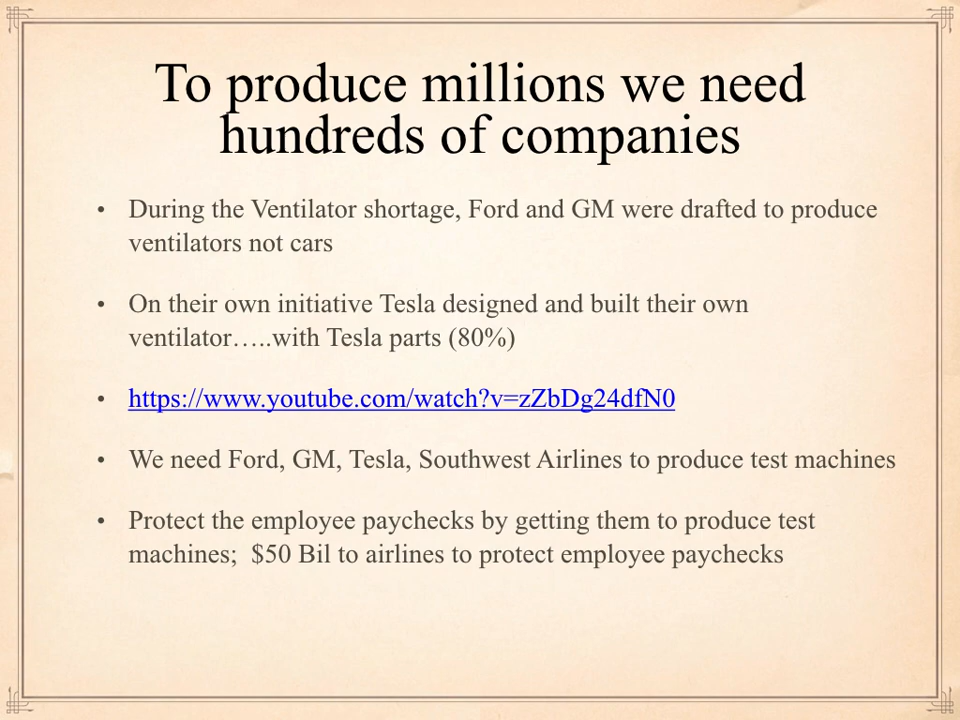 To produce millions we need
hundreds of companies
• During the Ventilator shortage, Ford and GM were drafted to produce
ventilators not cars
• On their own initiative Tesla designed and built their own
ventilator…..with Tesla parts (80%)
• https://www.youtube.com/watch?v=zZbDg24dfN0
• We need Ford, GM, Tesla, Southwest Airlines to produce test machines
• Protect the employee paychecks by getting them to produce test
machines;  $50 Bil to airlines to protect employee paychecks